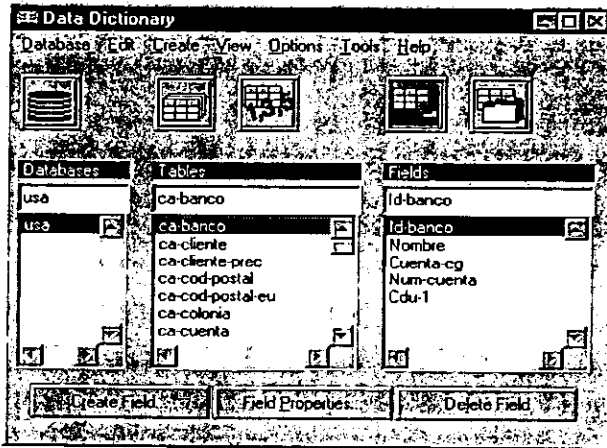 Data Dictionary
Database Edit Create View Options Tools Help
Databases Tables Fields
usa ca-banco Id-banco
usa ca-banco Id-banco
ca-cliente Nombre
ca-cliente-prec Cuenta-cg
ca-cod-postal Num-cuenta
ca-cod-postal-eu Cdu-1
ca-colonia
ca-cuenta
Create Field... Field Properties... Delete Field...